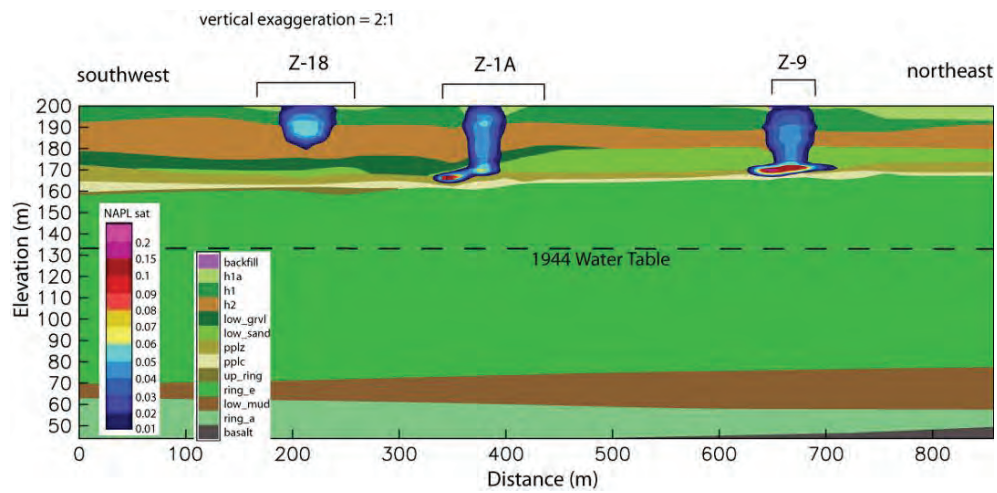 vertical exaggeration = 2:1
Z-18
Z-1A
Z-9
southwest
northeast
200
190
180
170
160
150
140
130
120
110
100
90
80
70
60
50
Elevation (m)
NAPL sat
0.2
0.15
0.1
0.09
0.08
0.07
0.06
0.05
0.04
0.03
0.02
0.01
backfill
h1a
h1
h2
low_grvl
low_sand
pplz
pplc
up_ring
ring_e
low_mud
ring_a
basalt
1944 Water Table
0 100 200 300 400 500 600 700 800
Distance (m)